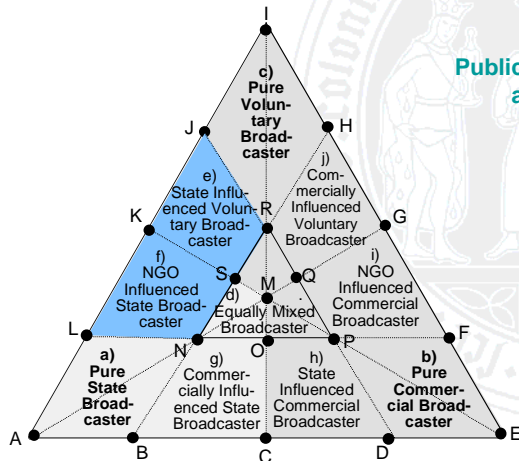 I
Public
a
c)
Pure
Volun-
tary
Broad-
caster
J
H
e)
State Influ-
enced Volun-
tary Broad-
caster
j)
Com-
mercially
Influenced
Voluntary
Broadcaster
R
K
G
f)
NGO
Influenced
State Broad-
caster
S
M
Q
i)
NGO
Influenced
Commercial
Broadcaster
d)
Equally Mixed
Broadcaster
L
N
O
P
F
a)
Pure
State
Broad-
caster
g)
Commer-
cially Influ-
enced State
Broadcaster
h)
State
Influenced
Commercial
Broadcaster
b)
Pure
Commer-
cial Broad-
caster
A
B
C
D
E